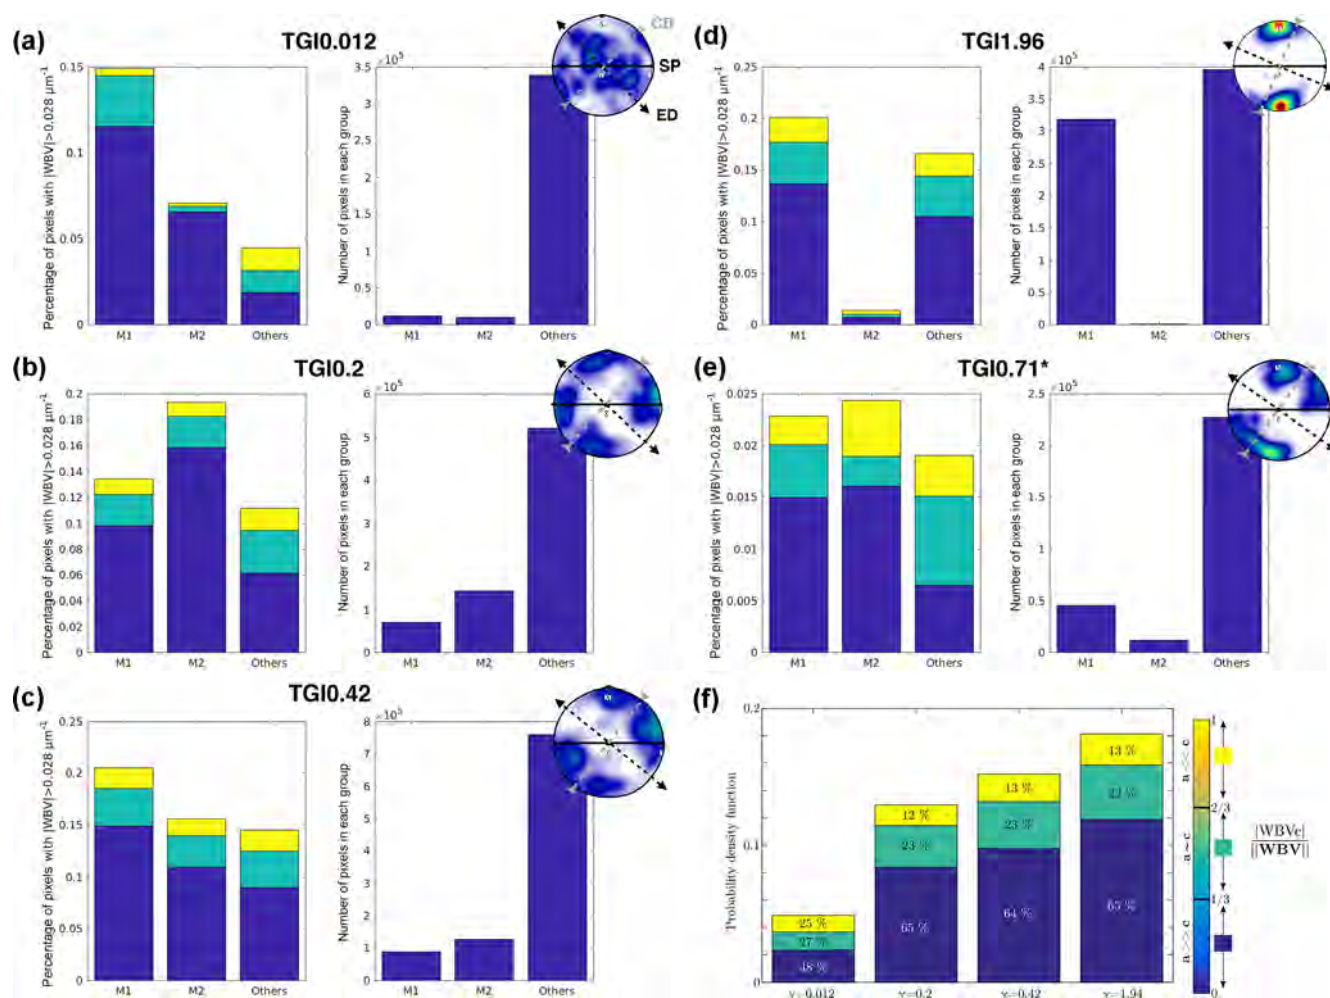 (a)
TGI0.012
CD
SP
ED
Percentage of pixels with |WBV|>0.028 µm⁻¹
0.15
0.1
0.05
0
M1 M2 Others
Number of pixels in each group
×10⁵
3.5
3
2.5
2
1.5
1
0.5
0
M1 M2 Others
(d)
TGI1.96
Percentage of pixels with |WBV|>0.028 µm⁻¹
0.25
0.2
0.15
0.1
0.05
0
M1 M2 Others
Number of pixels in each group
×10⁵
4
3.5
3
2.5
2
1.5
1
0.5
0
M1 M2 Others
(b)
TGI0.2
Percentage of pixels with |WBV|>0.028 µm⁻¹
0.2
0.18
0.16
0.14
0.12
0.1
0.08
0.06
0.04
0.02
0
M1 M2 Others
Number of pixels in each group
×10⁵
6
5
4
3
2
1
0
M1 M2 Others
(e)
TGI0.71*
Percentage of pixels with |WBV|>0.028 µm⁻¹
0.025
0.02
0.015
0.01
0.005
0
M1 M2 Others
Number of pixels in each group
×10⁵
2.5
2
1.5
1
0.5
0
M1 M2 Others
(c)
TGI0.42
Percentage of pixels with |WBV|>0.028 µm⁻¹
0.25
0.2
0.15
0.1
0.05
0
M1 M2 Others
Number of pixels in each group
×10⁵
8
7
6
5
4
3
2
1
0
M1 M2 Others
(f)
Probability density function
0.2
0.1
0
25 %
27 %
48 %
12 %
23 %
65 %
13 %
23 %
64 %
13 %
22 %
65 %
γ=0.012 γ=0.2 γ=0.42 γ=1.94
1
2/3
1/3
0
a << c
a ~ c
a >> c
|WBVc|
||WBV||